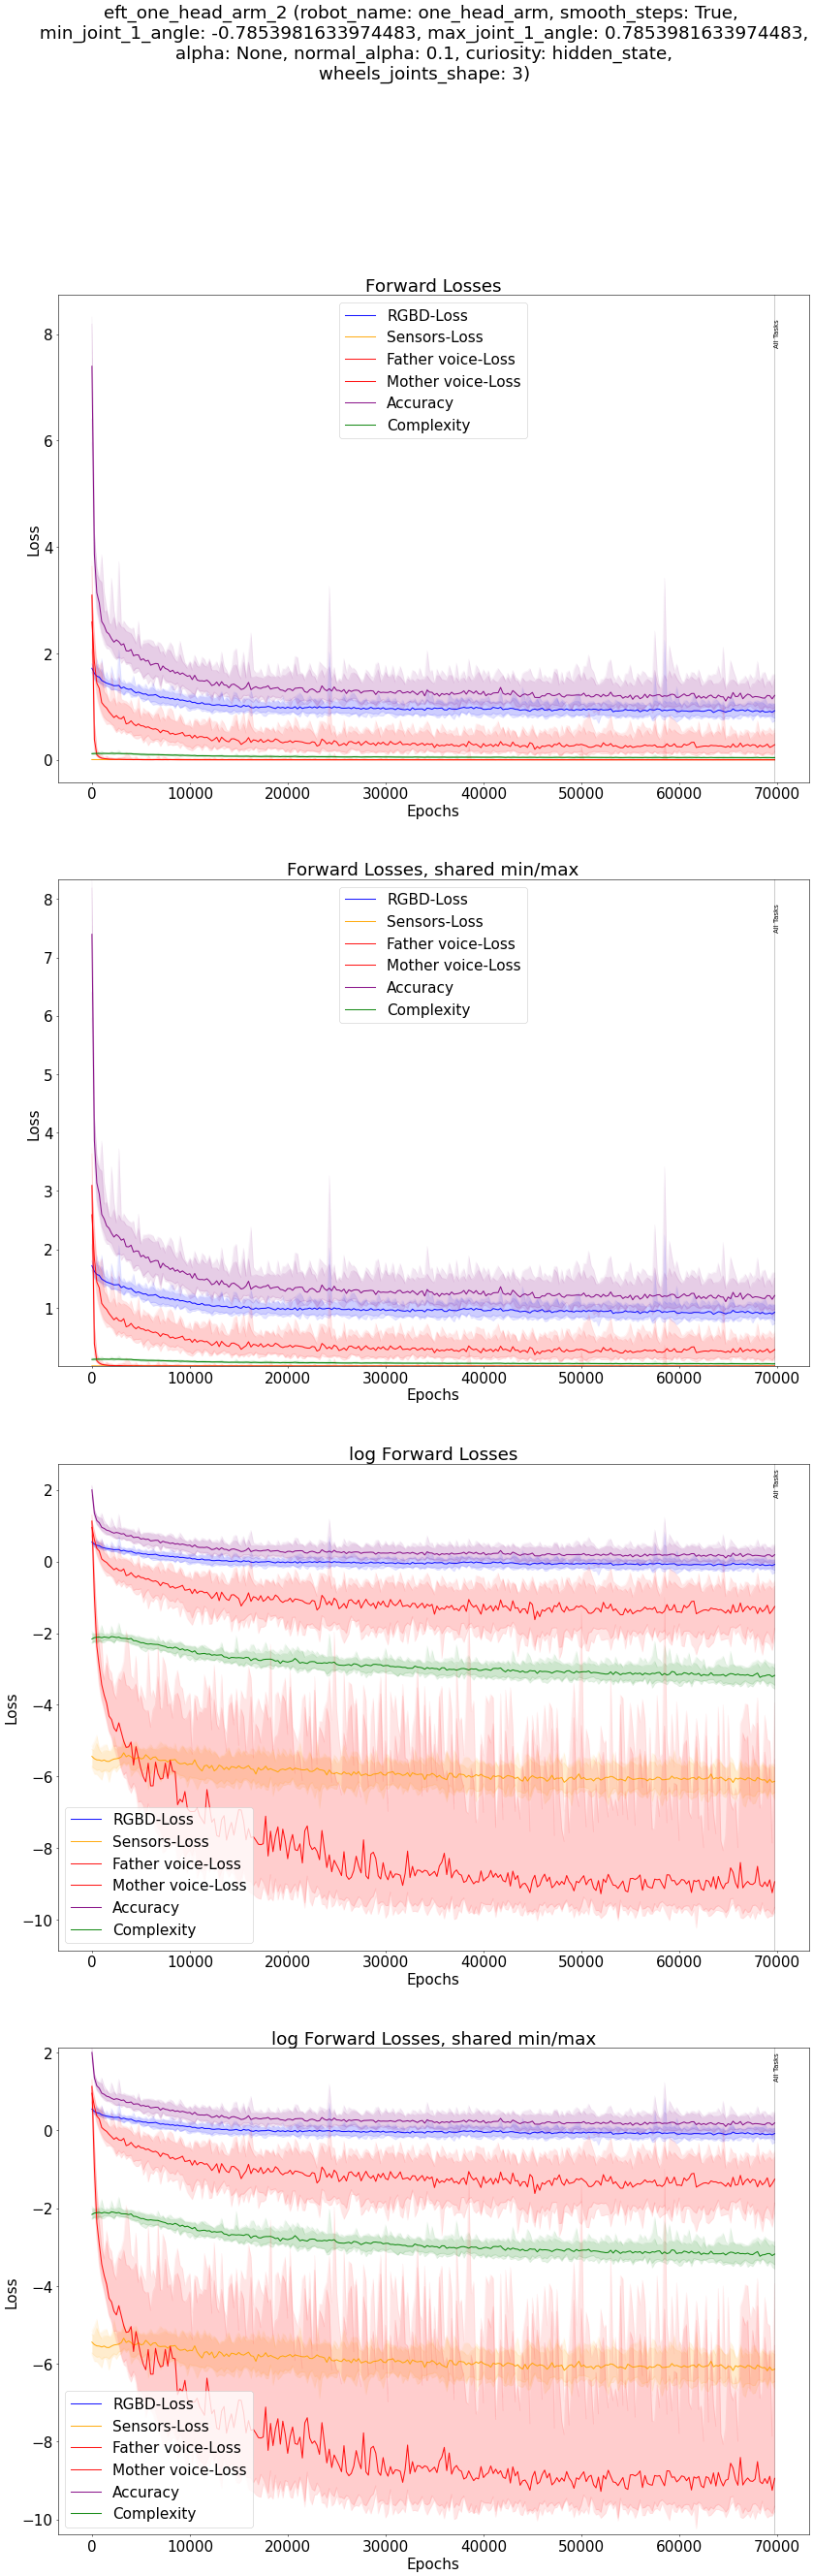 eft_one_head_arm_2 (robot_name: one_head_arm, smooth_steps: True,
min_joint_1_angle: -0.7853981633974483, max_joint_1_angle: 0.7853981633974483,
alpha: None, normal_alpha: 0.1, curiosity: hidden_state,
wheels_joints_shape: 3)
Forward Losses
RGBD-Loss
Sensors-Loss
Father voice-Loss
Mother voice-Loss
Accuracy
Complexity
All Tasks
8
6
4
2
0
Loss
0 10000 20000 30000 40000 50000 60000 70000
Epochs
Forward Losses, shared min/max
RGBD-Loss
Sensors-Loss
Father voice-Loss
Mother voice-Loss
Accuracy
Complexity
All Tasks
8
7
6
5
4
3
2
1
Loss
0 10000 20000 30000 40000 50000 60000 70000
Epochs
log Forward Losses
All Tasks
2
0
−2
−4
−6
−8
−10
Loss
RGBD-Loss
Sensors-Loss
Father voice-Loss
Mother voice-Loss
Accuracy
Complexity
0 10000 20000 30000 40000 50000 60000 70000
Epochs
log Forward Losses, shared min/max
All Tasks
2
0
−2
−4
−6
−8
−10
Loss
RGBD-Loss
Sensors-Loss
Father voice-Loss
Mother voice-Loss
Accuracy
Complexity
0 10000 20000 30000 40000 50000 60000 70000
Epochs